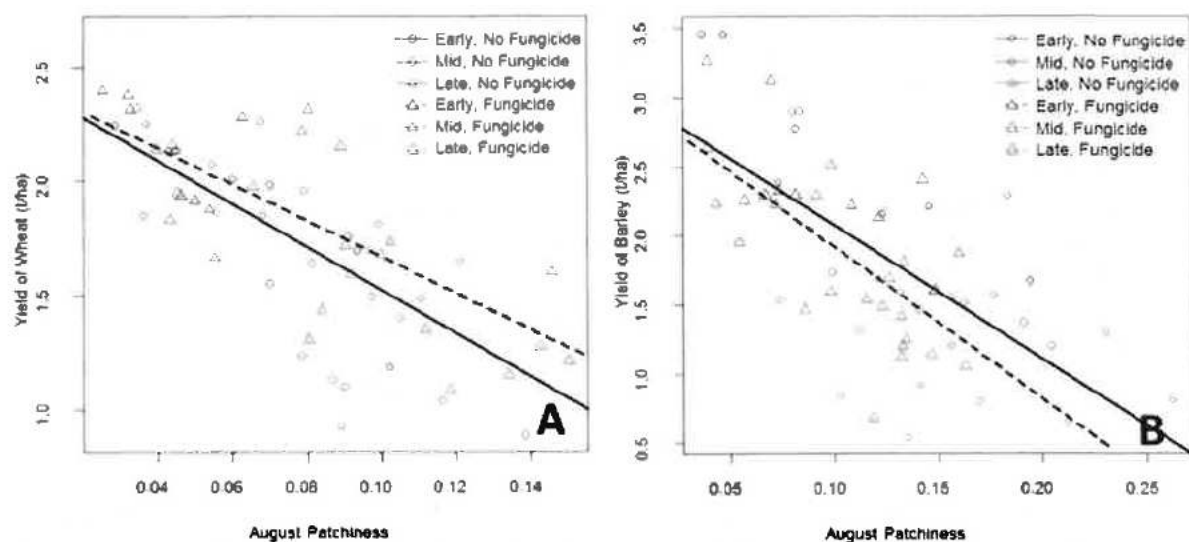 Early, No Fungicide
Mid, No Fungicide
Late, No Fungicide
Early, Fungicide
Mid, Fungicide
Late, Fungicide
2.5
2.0
1.5
1.0
Yield of Wheat (t/ha)
A
0.04 0.06 0.08 0.10 0.12 0.14
August Patchiness
Early, No Fungicide
Mid, No Fungicide
Late, No Fungicide
Early, Fungicide
Mid, Fungicide
Late, Fungicide
3.5
3.0
2.5
2.0
1.5
1.0
0.5
Yield of Barley (t/ha)
B
0.05 0.10 0.15 0.20 0.25
August Patchiness